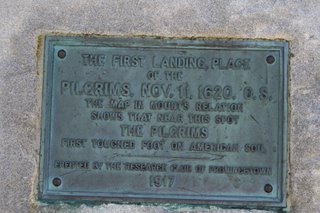 THE FIRST LANDING PLACE
OF THE
PILGRIMS, NOV. 11, 1620, O.S.
THE MAP IN MOURT'S RELATION
SHOWS THAT NEAR THIS SPOT
THE PILGRIMS
FIRST TOUCHED FOOT ON AMERICAN SOIL
ERECTED BY THE RESEARCH CLUB OF PROVINCETOWN
1917